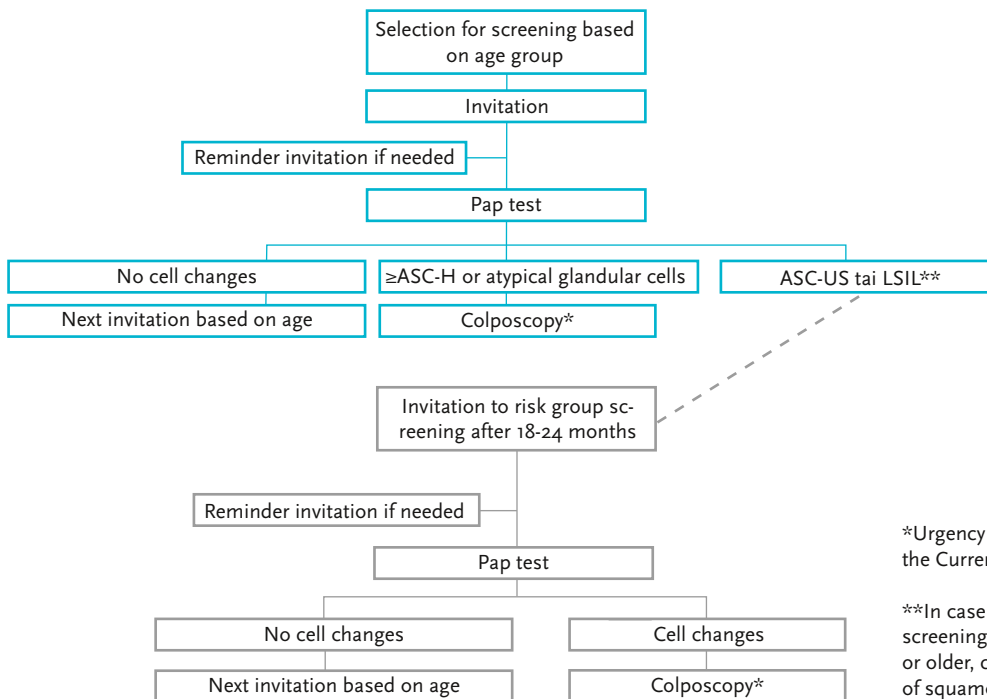 Selection for screening based
on age group
Invitation
Reminder invitation if needed
Pap test
No cell changes
≥ASC-H or atypical glandular cells
ASC-US tai LSIL**
Next invitation based on age
Colposcopy*
Invitation to risk group sc-
reening after 18-24 months
Reminder invitation if needed
Pap test
No cell changes
Cell changes
Next invitation based on age
Colposcopy*
*Urgency
the Curren
**In case
screening
or older, c
of squame